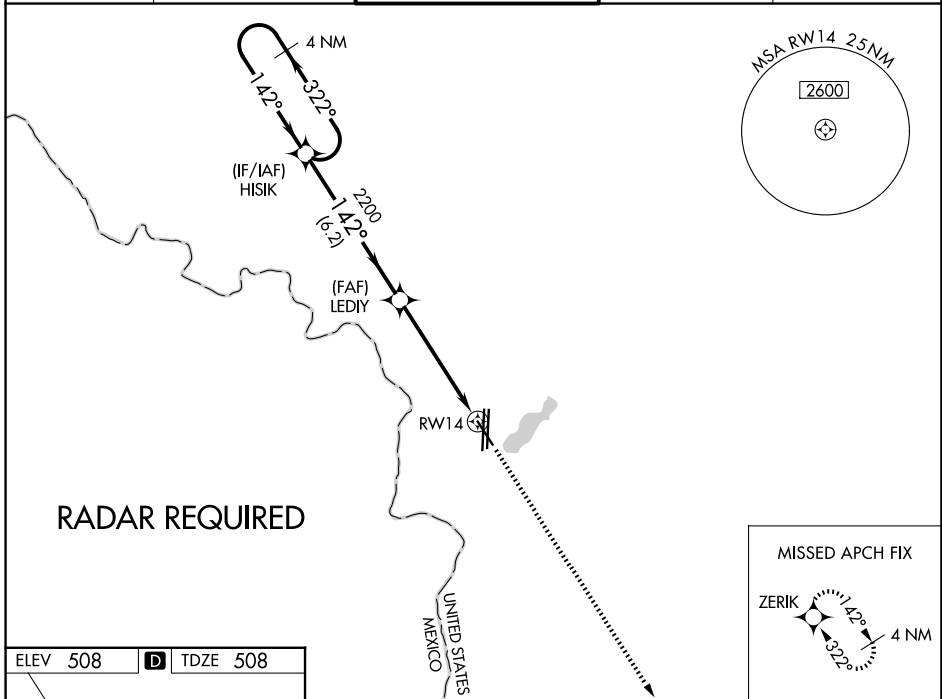 4 NM
142°
322°
(IF/IAF)
HISIK
2200
142°
(6.2)
(FAF)
LEDIY
RW14
MSA RW14 25NM
2600
RADAR REQUIRED
UNITED STATES
MEXICO
MISSED APCH FIX
ZERIK
142°
322°
4 NM
ELEV 508 D TDZE 508